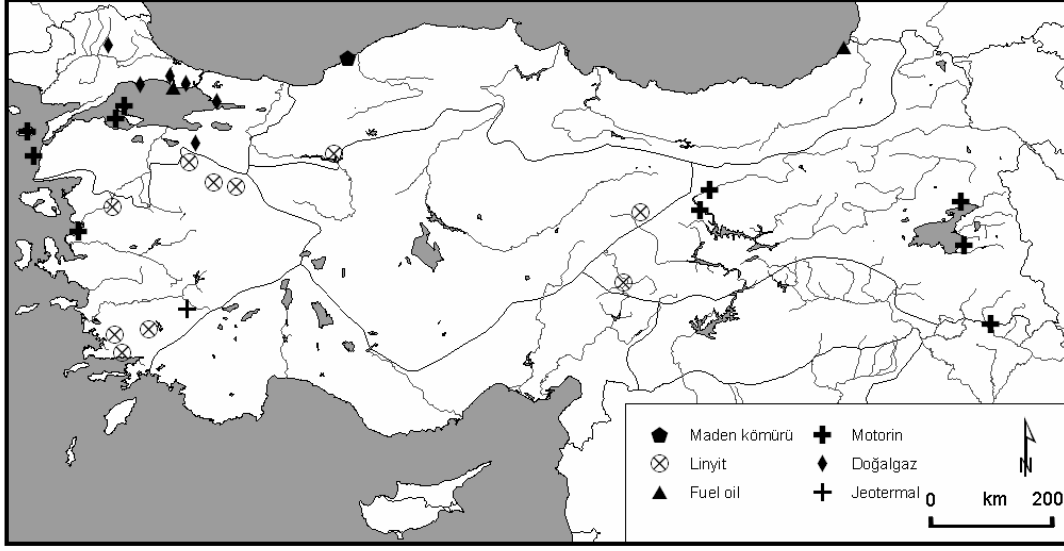 Maden kömürü
Motorin
Linyit
Doğalgaz
Fuel oil
Jeotermal
N
0 km 200